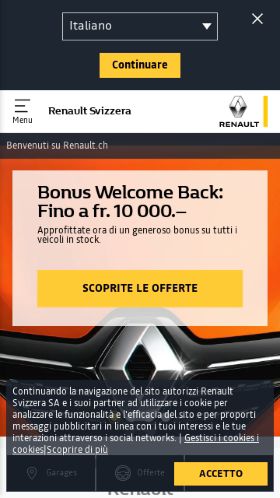 Italiano
Continuare
Menu
Renault Svizzera
RENAULT
Benvenuti su Renault.ch
Bonus Welcome Back:
Fino a fr. 10 000.–
Approfittate ora di un generoso bonus su tutti i
veicoli in stock.
SCOPRITE LE OFFERTE
Continuando la navigazione del sito autorizzi Renault
Svizzera SA e i suoi partner ad utilizzare i cookie per
analizzare le funzionalità e l'efficacia del sito e per proporti
messaggi pubblicitari in linea con i tuoi interessi e le tue
interazioni attraverso i social networks. | Gestisci i cookies i
cookies|Scoprire di più
Garages
Offerte
ACCETTO
Renault